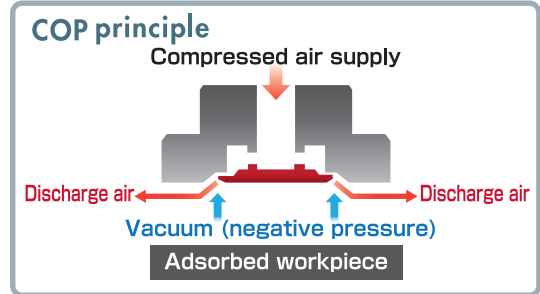 COP principle
Compressed air supply
Discharge air
Discharge air
Vacuum (negative pressure)
Adsorbed workpiece